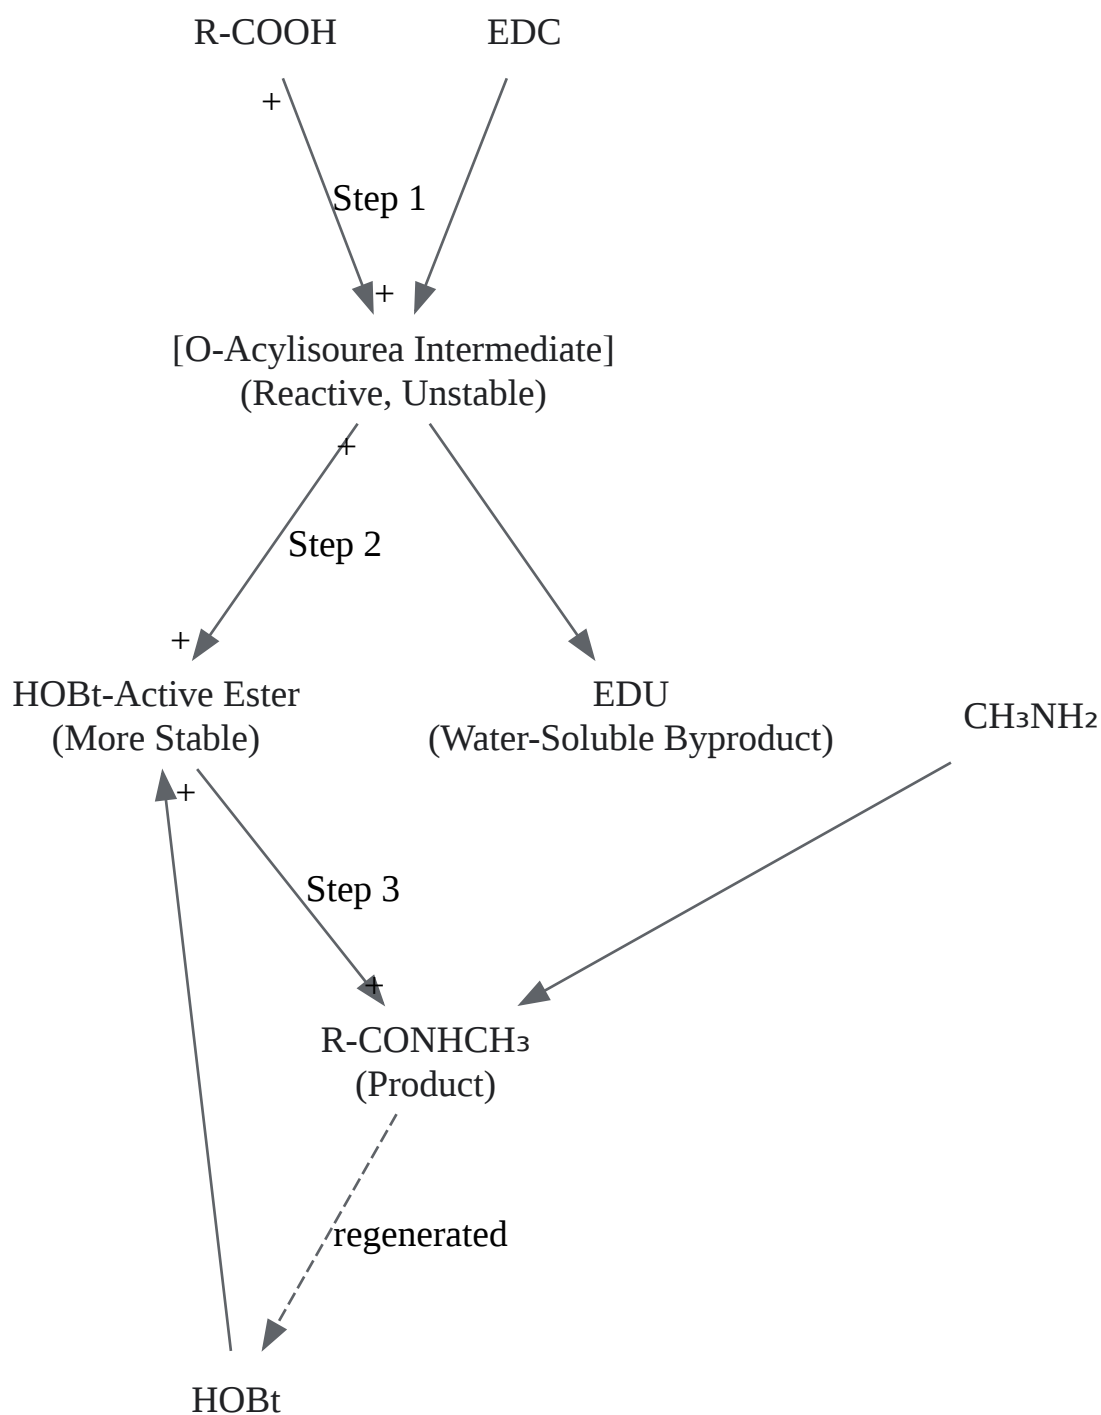 R-COOH
EDC
+
Step 1
+
[O-Acylisourea Intermediate]
(Reactive, Unstable)
+
Step 2
+
HOBt-Active Ester
(More Stable)
EDU
(Water-Soluble Byproduct)
CH₃NH₂
+
Step 3
+
R-CONHCH₃
(Product)
regenerated
HOBt